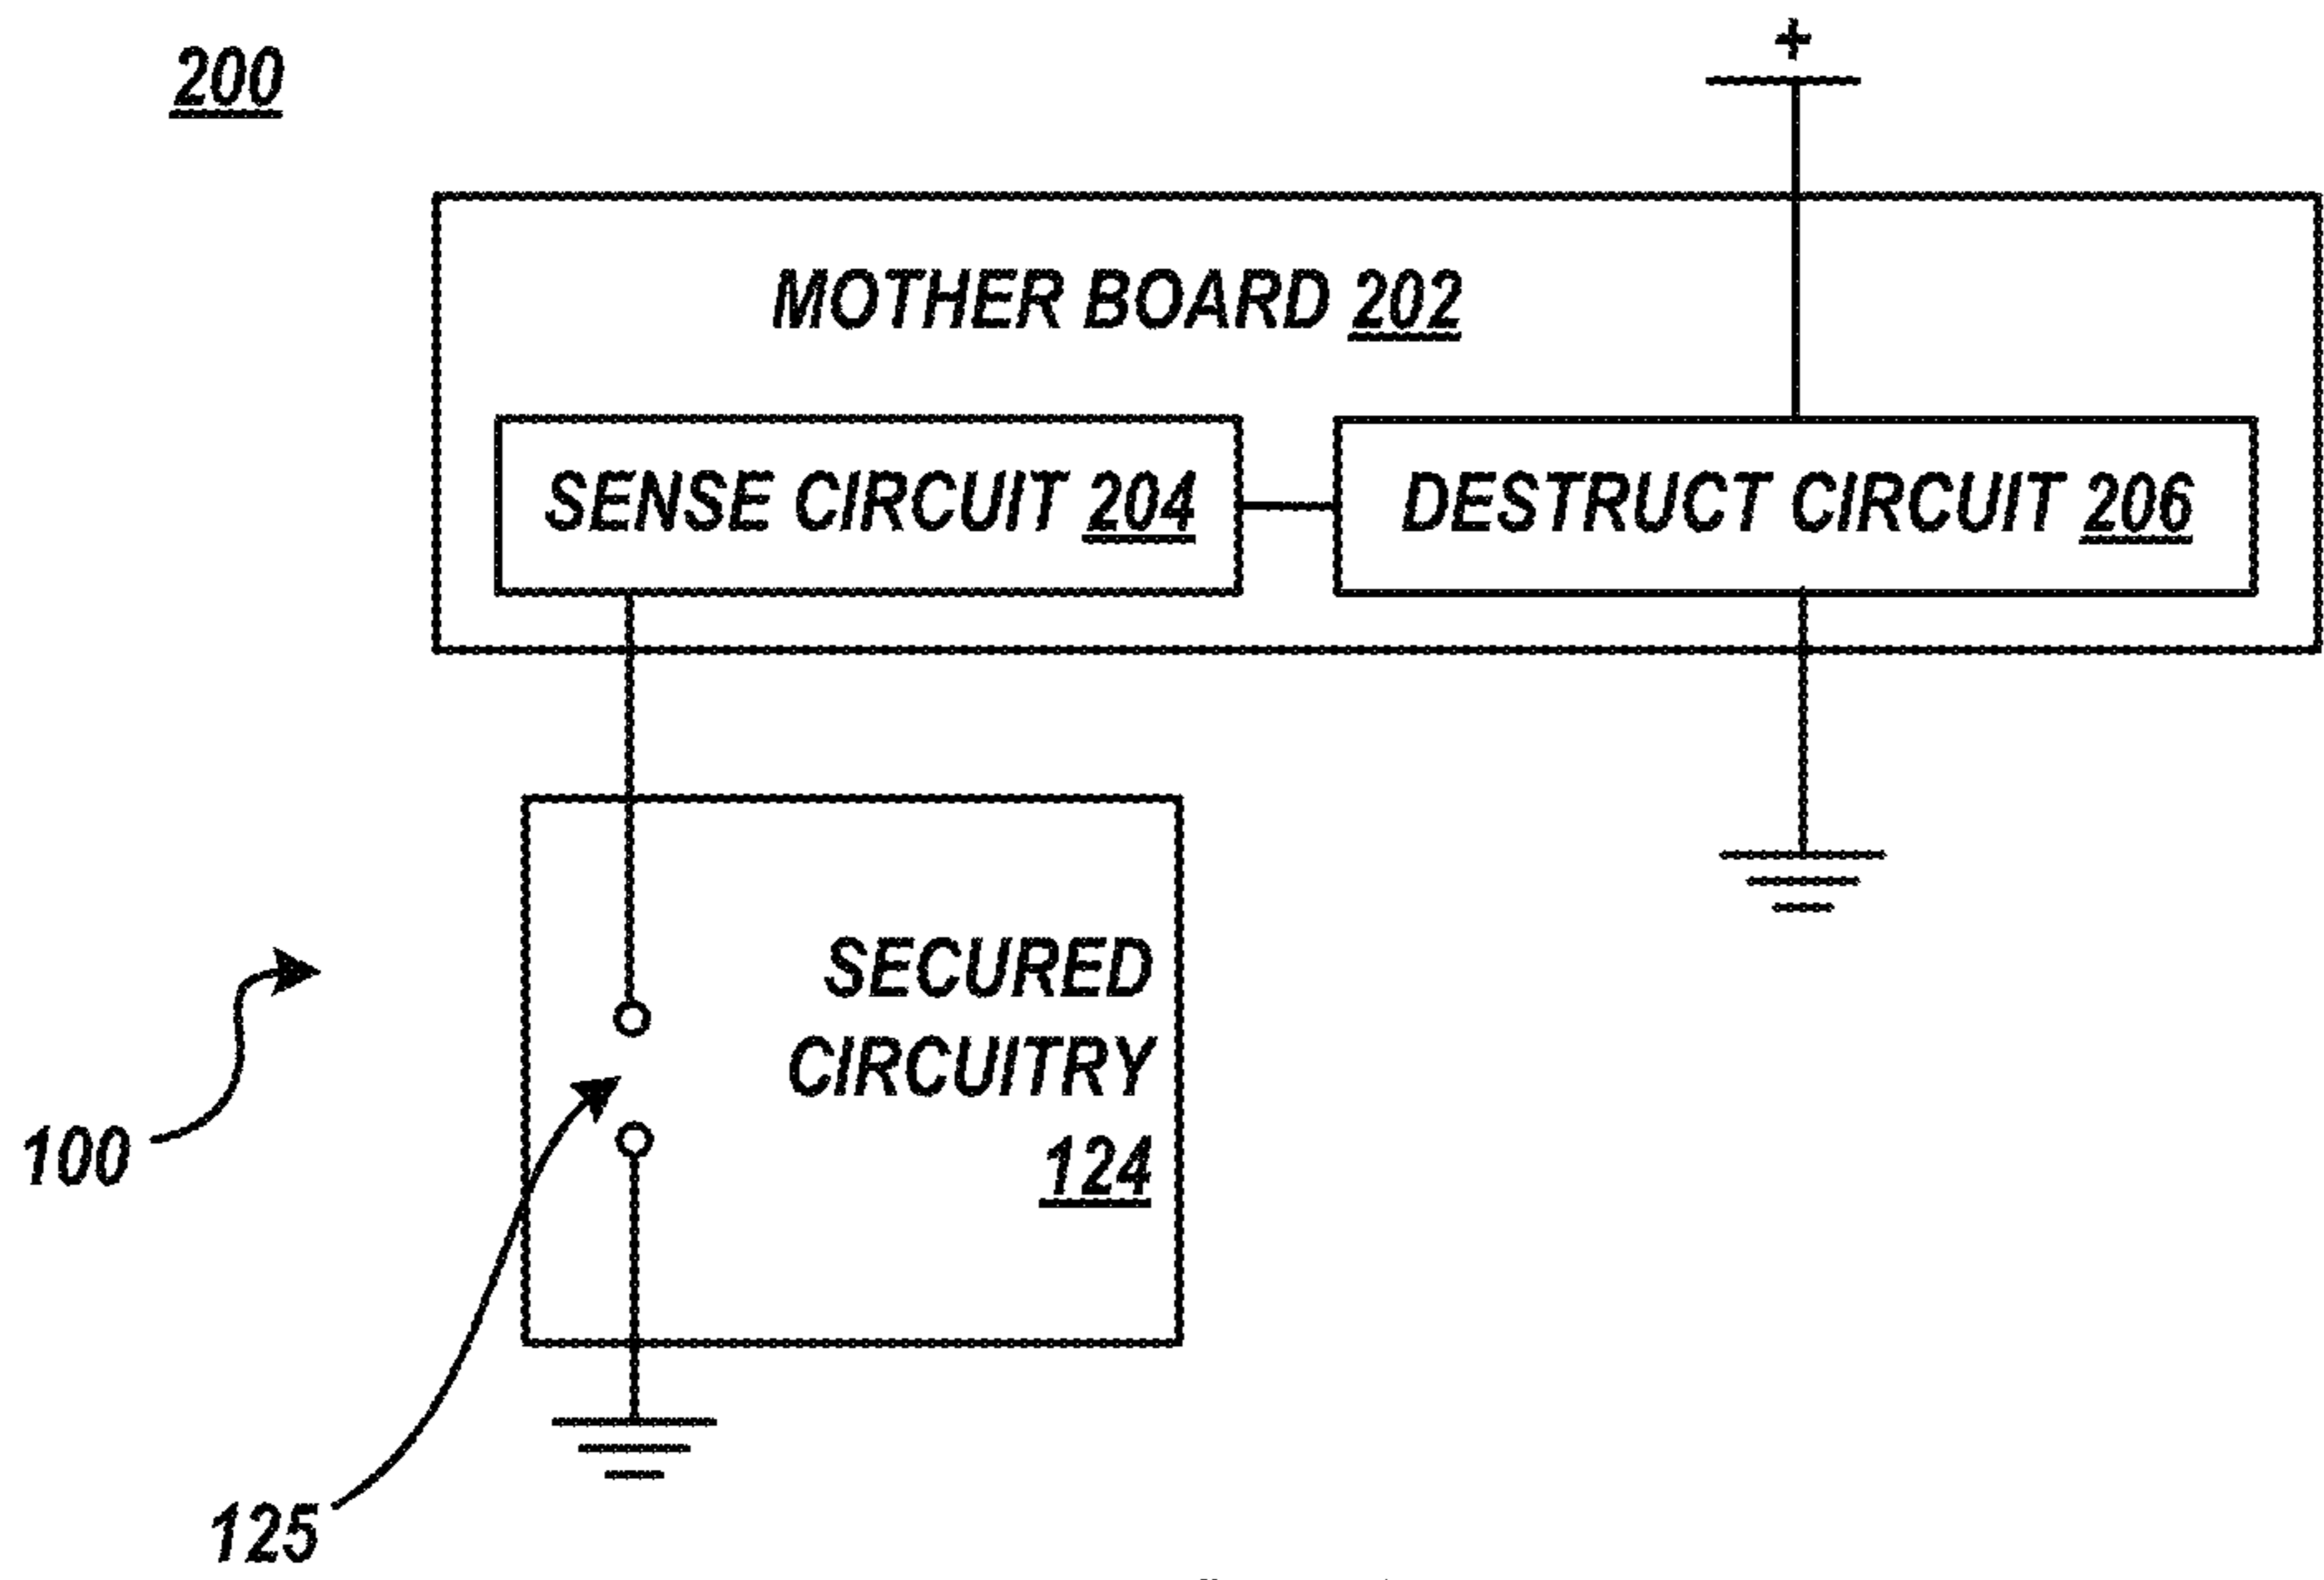 200
+
MOTHER BOARD 202
SENSE CIRCUIT 204
DESTRUCT CIRCUIT 206
SECURED
CIRCUITRY
124
100
125